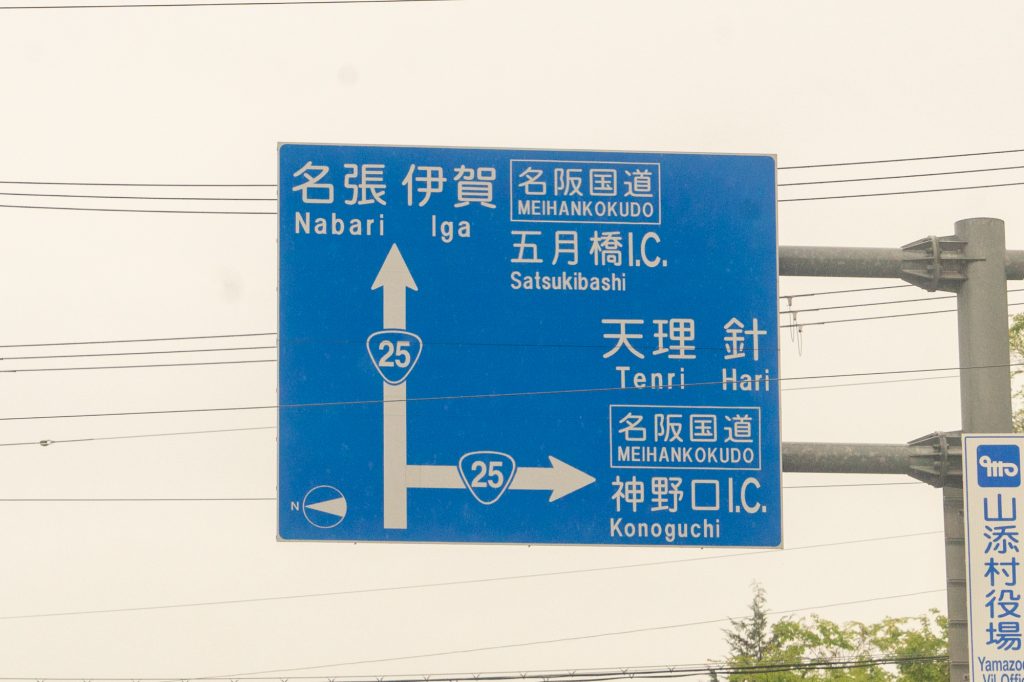 名張 伊賀
Nabari Iga
名阪国道
MEIHANKOKUDO
五月橋I.C.
Satsukibashi
25
天理 針
Tenri Hari
名阪国道
MEIHANKOKUDO
25
神野口I.C.
Konoguchi
N
山添村役場